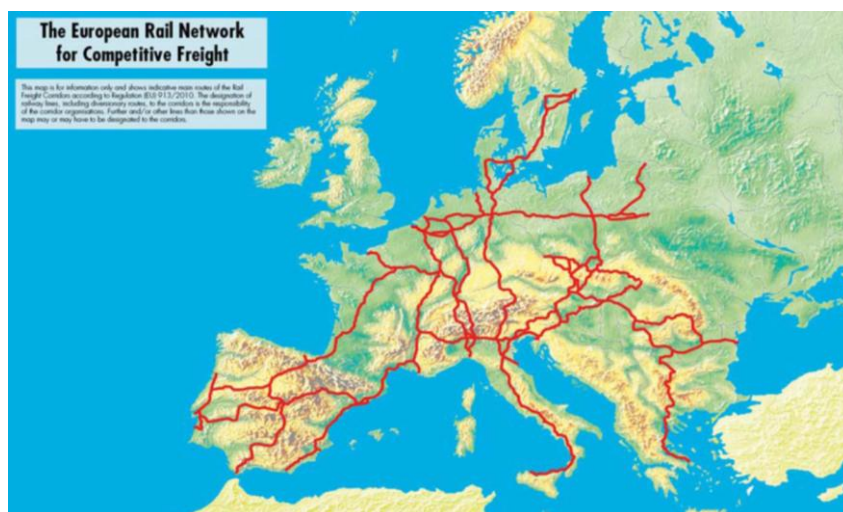 The European Rail Network
for Competitive Freight
This map is for information only and shows indicative main routes of the Rail
Freight Corridors according to Regulation (EU) 913/2010. The designation of
railway lines, including diversionary routes, to the corridors is the responsibility
of the corridor organisations. Further and/or other lines than those shown on the
map may or may have to be designated to the corridors.